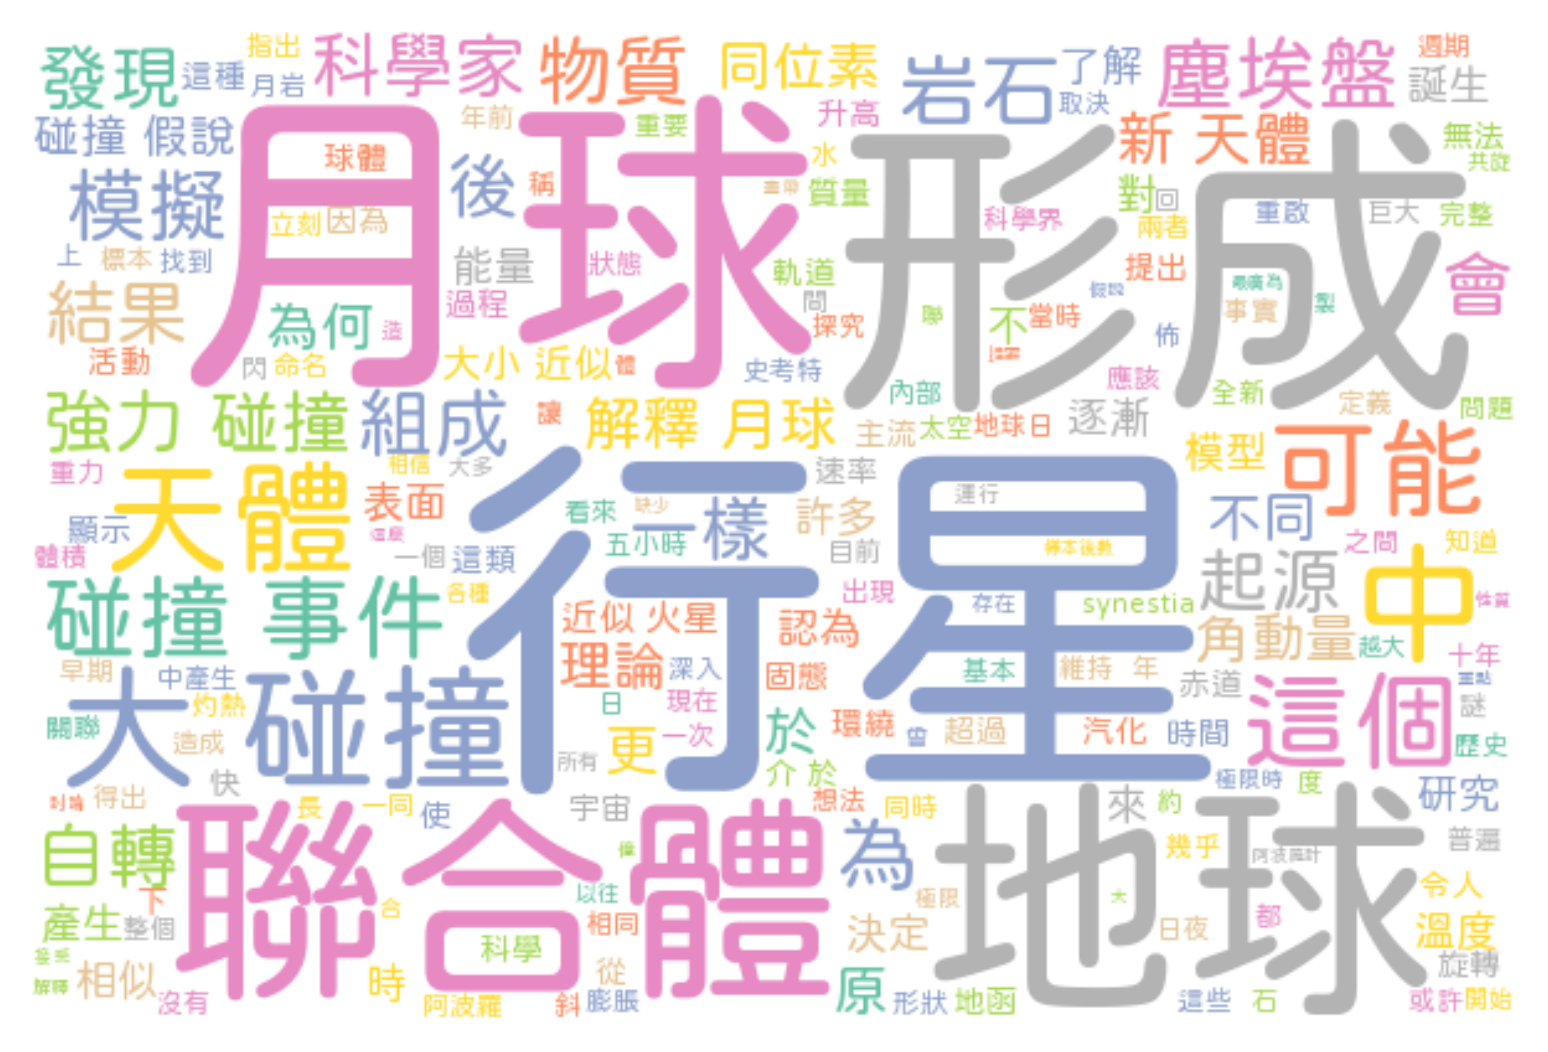 指出
發現
這種
月岩
科學家
物質
同位素
岩石
了解
取決
塵埃盤
週期
誕生
碰撞 假說
年前
重要
升高
新 天體
無法
共旋
月球
形成
球體
水
模擬
後
稱
質量
對
回
兩者
重啟
巨大
完整
立刻
因為
科學界
上
標本
找到
能量
狀態
軌道
提出
會
結果
為何
造
過程
問
探究
聯
不
當時
事實
製
佈
活動
閃
命名
大小 近似
體
史考特
內部
應該
全新
定義
問題
強力 碰撞
組成
讓
解釋 月球
主流
太空
地球日
逐漸
模型
可能
重力
天體
相信
大多
表面
行星
速率
運行
顯示
看來
缺少
一樣
許多
不同
體積
一個
這類
五小時
目前
之間
知道
碰撞 事件
各種
出現
存在
synestia
起源
中
性質
近似 火星
認為
角動量
越大
早期
中產生
理論
深入
固態
基本
維持 年
赤道
十年
大碰撞
灼熱
日
現在
這個
謎
關聯
造成
更
一次
於
環繞
曾
超過
汽化
時間
歷史
快
所有
介 於
極限時
度
研究
得出
長
一同
使
宇宙
想法
同時
地球
來
約
自轉
聯合體
為
幾乎
普遍
下
合
以往
極限
大
令人
產生
整個
科學
相同
決定
日夜
都
溫度
相似
時
從
原
旋轉
沒有
阿波羅
斜
膨脹
形狀
地函
這些
石
或許
開始